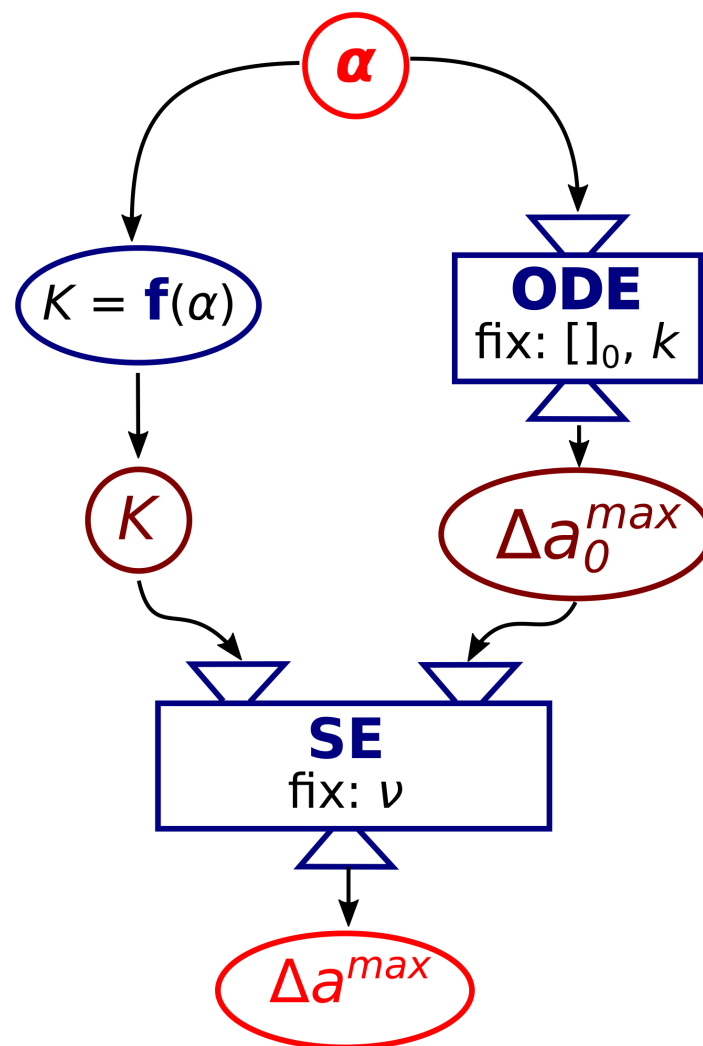 α
K = f(α)
ODE
fix: []₀, k
K
Δa₀ᵐᵃˣ
SE
fix: ν
Δaᵐᵃˣ